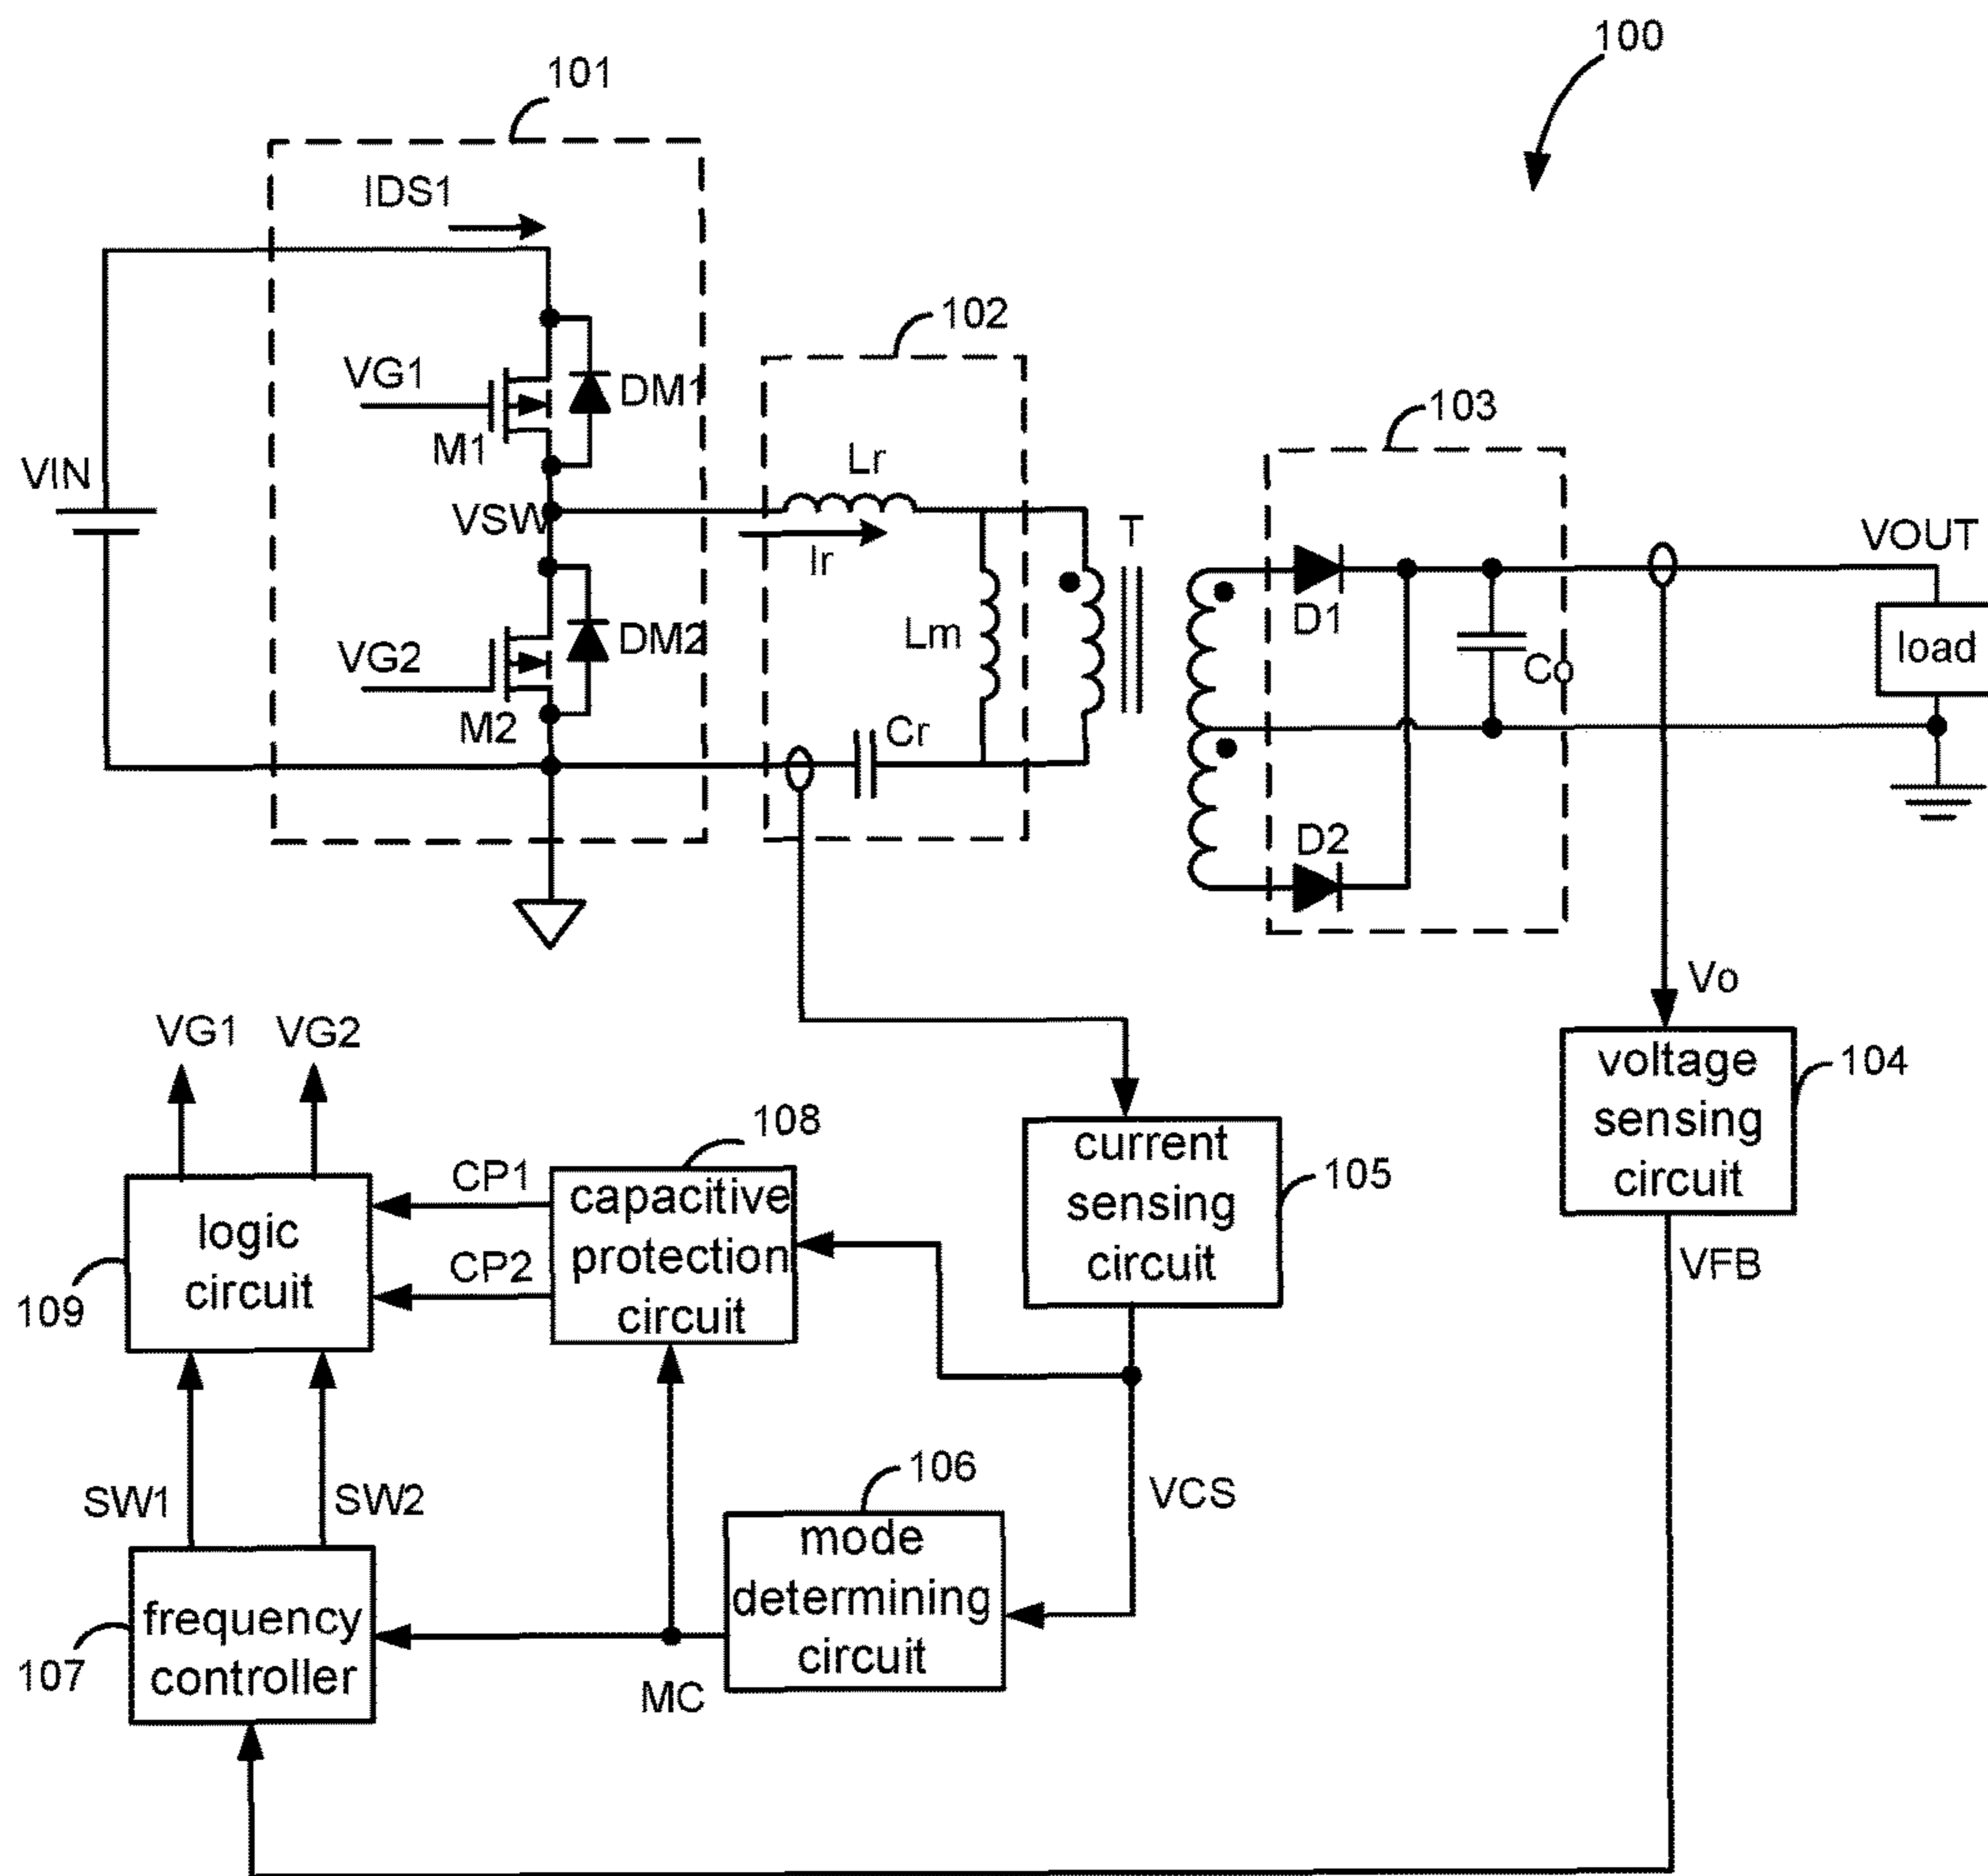 100
101
IDS1
102
VG1
DM1
103
M1
Lr
VIN
VSW
T
VOUT
Ir
D1
DM2
Lm
load
VG2
Co
M2
Cr
D2
Vo
VG1
VG2
voltage
sensing
circuit
104
108
current
sensing
circuit
105
CP1
capacitive
protection
circuit
logic
circuit
CP2
VFB
109
106
SW1
SW2
VCS
mode
determining
circuit
frequency
controller
107
MC